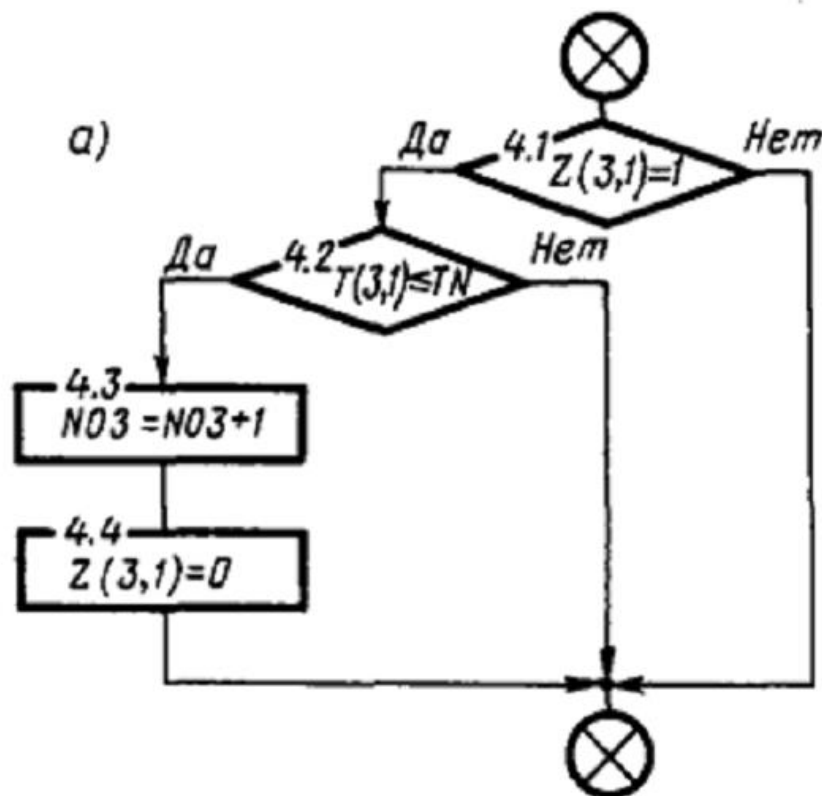 а)
Да
4.1
Нет
Z(3,1)=1
Да
4.2
Нет
T(3,1)≤TN
4.3
NO3=NO3+1
4.4
Z(3,1)=0